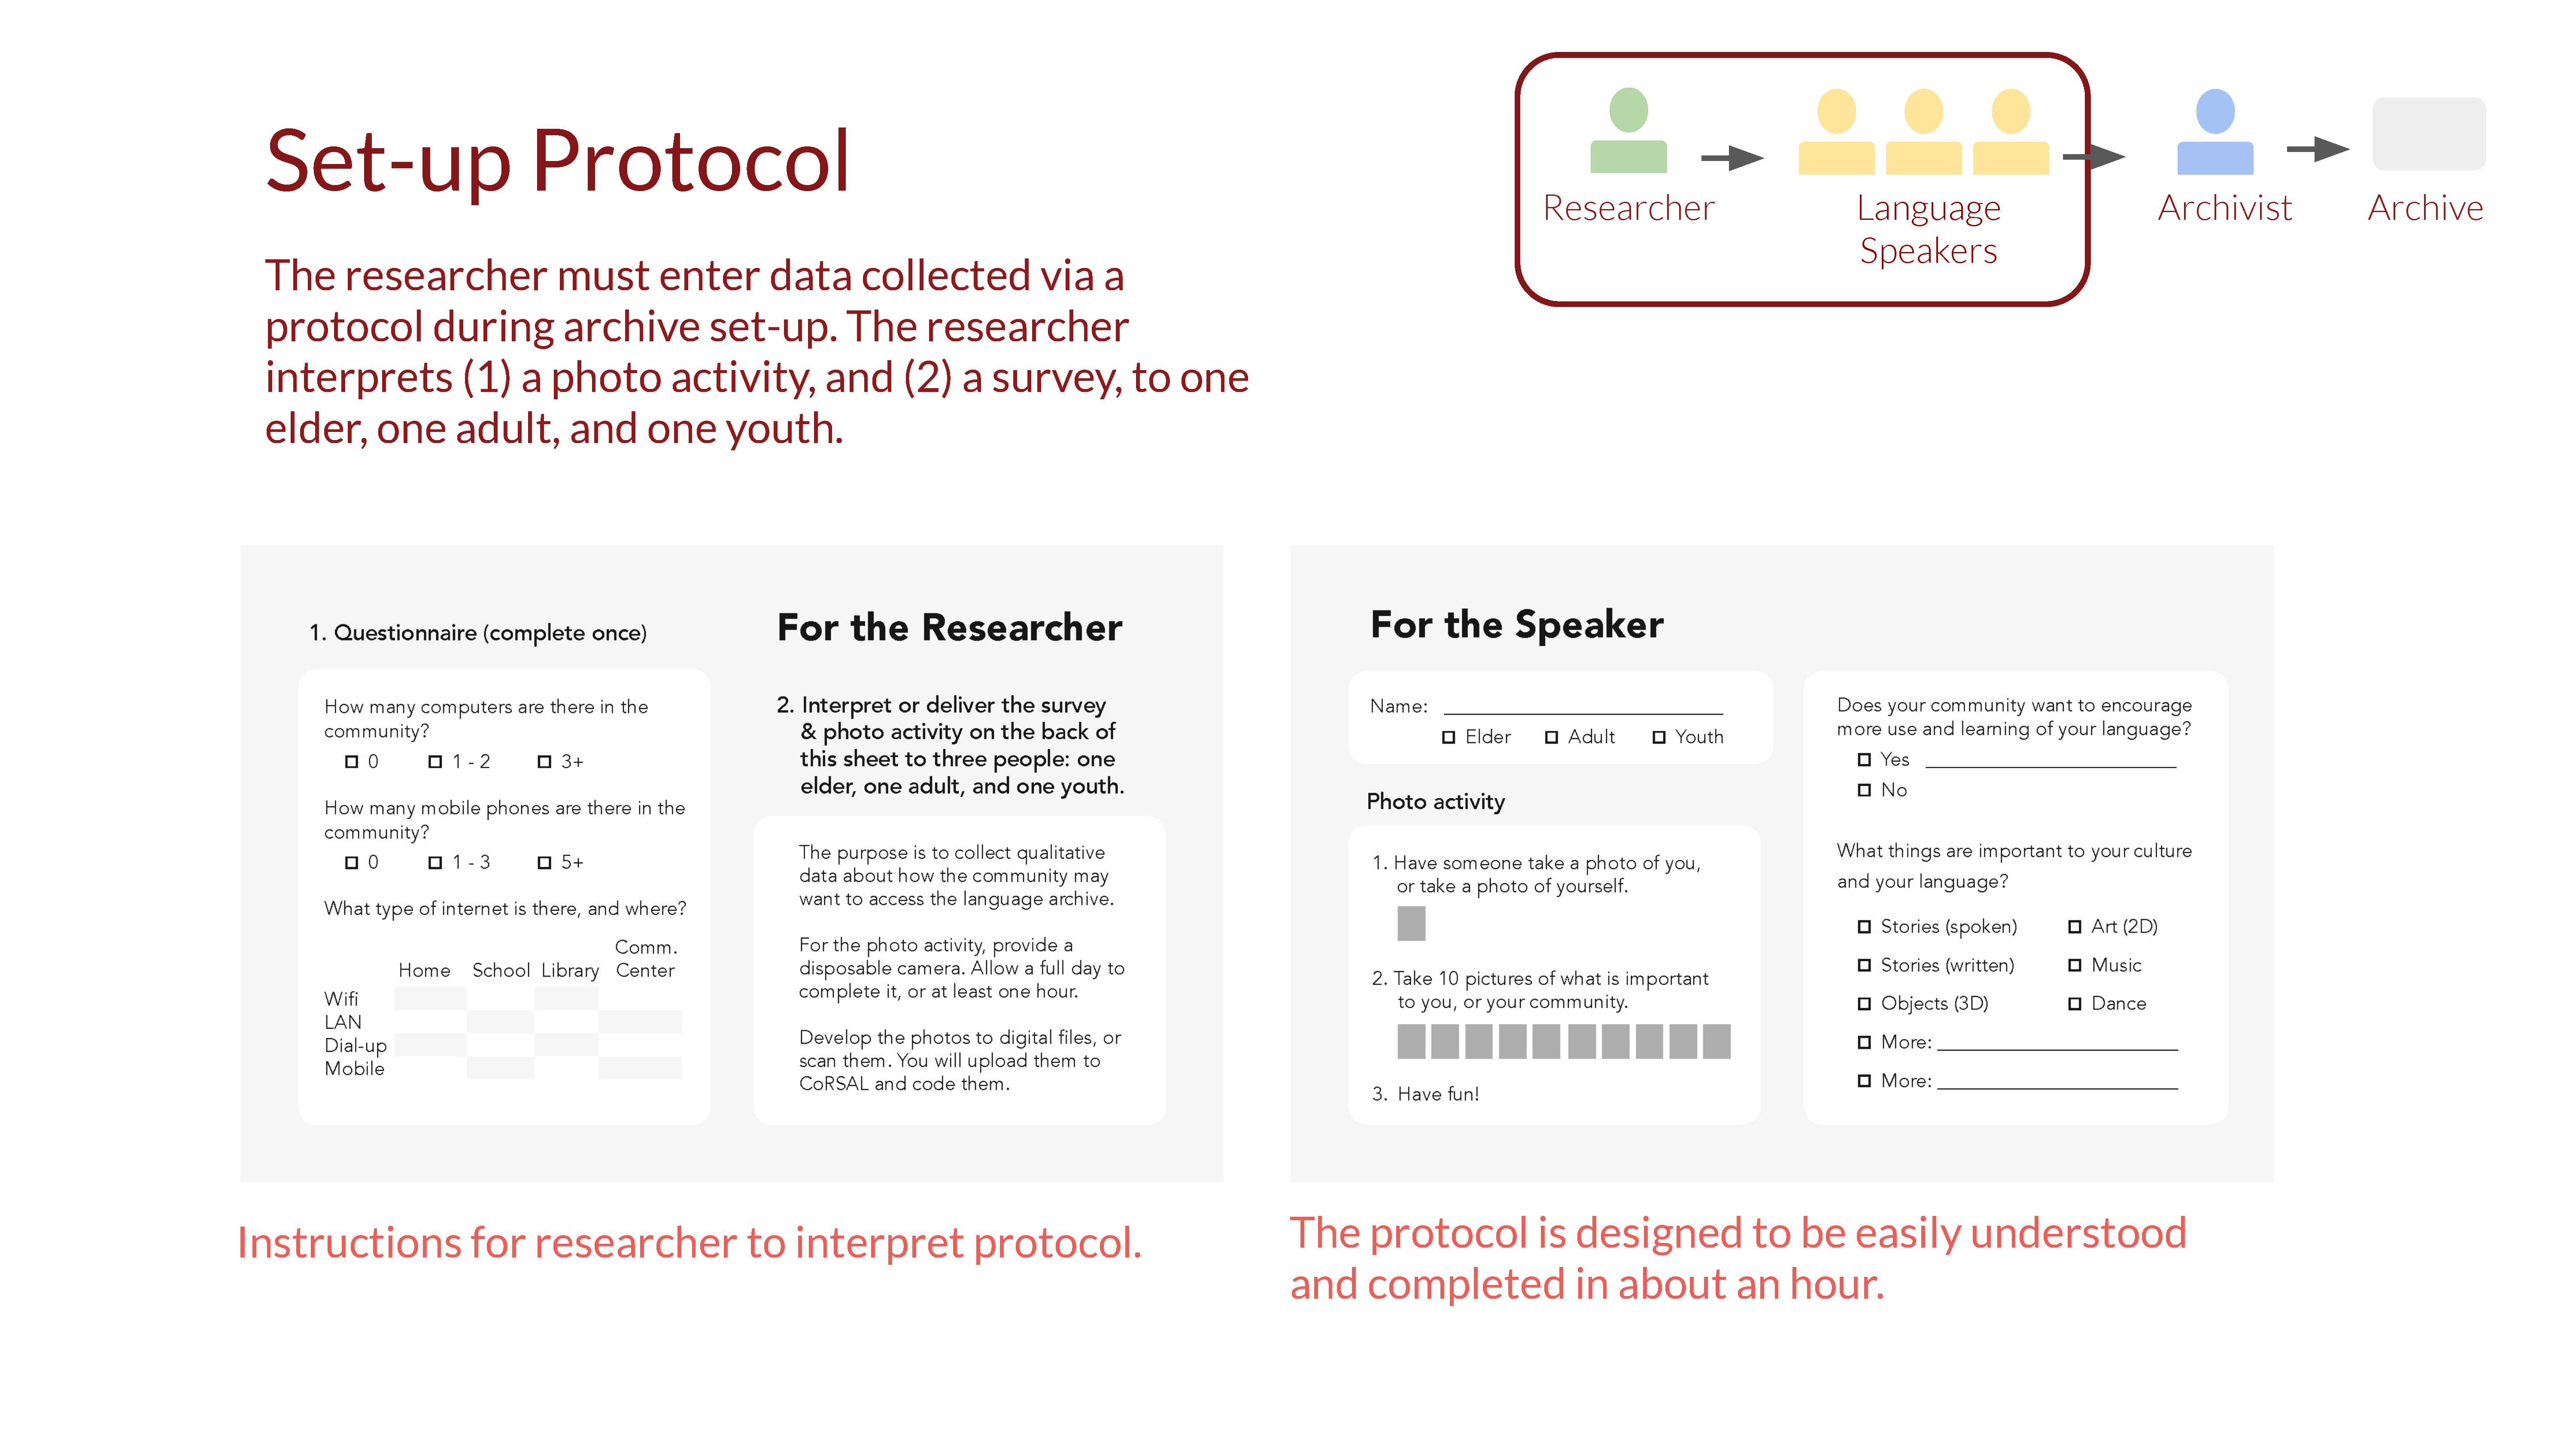 Set-up Protocol
The researcher must enter data collected via a
protocol during archive set-up. The researcher
interprets (1) a photo activity, and (2) a survey, to one
elder, one adult, and one youth.
Researcher
Language
Speakers
Archivist
Archive
1. Questionnaire (complete once)
How many computers are there in the
community?
0 1 - 2 3+
How many mobile phones are there in the
community?
0 1 - 3 5+
What type of internet is there, and where?
Home School Library Comm.
Center
Wifi
LAN
Dial-up
Mobile
For the Researcher
2. Interpret or deliver the survey
& photo activity on the back of
this sheet to three people: one
elder, one adult, and one youth.
The purpose is to collect qualitative
data about how the community may
want to access the language archive.
For the photo activity, provide a
disposable camera. Allow a full day to
complete it, or at least one hour.
Develop the photos to digital files, or
scan them. You will upload them to
CoRSAL and code them.
Instructions for researcher to interpret protocol.
For the Speaker
Name:
Elder Adult Youth
Photo activity
1. Have someone take a photo of you,
or take a photo of yourself.
2. Take 10 pictures of what is important
to you, or your community.
3. Have fun!
Does your community want to encourage
more use and learning of your language?
Yes
No
What things are important to your culture
and your language?
Stories (spoken) Art (2D)
Stories (written) Music
Objects (3D) Dance
More:
More:
The protocol is designed to be easily understood
and completed in about an hour.